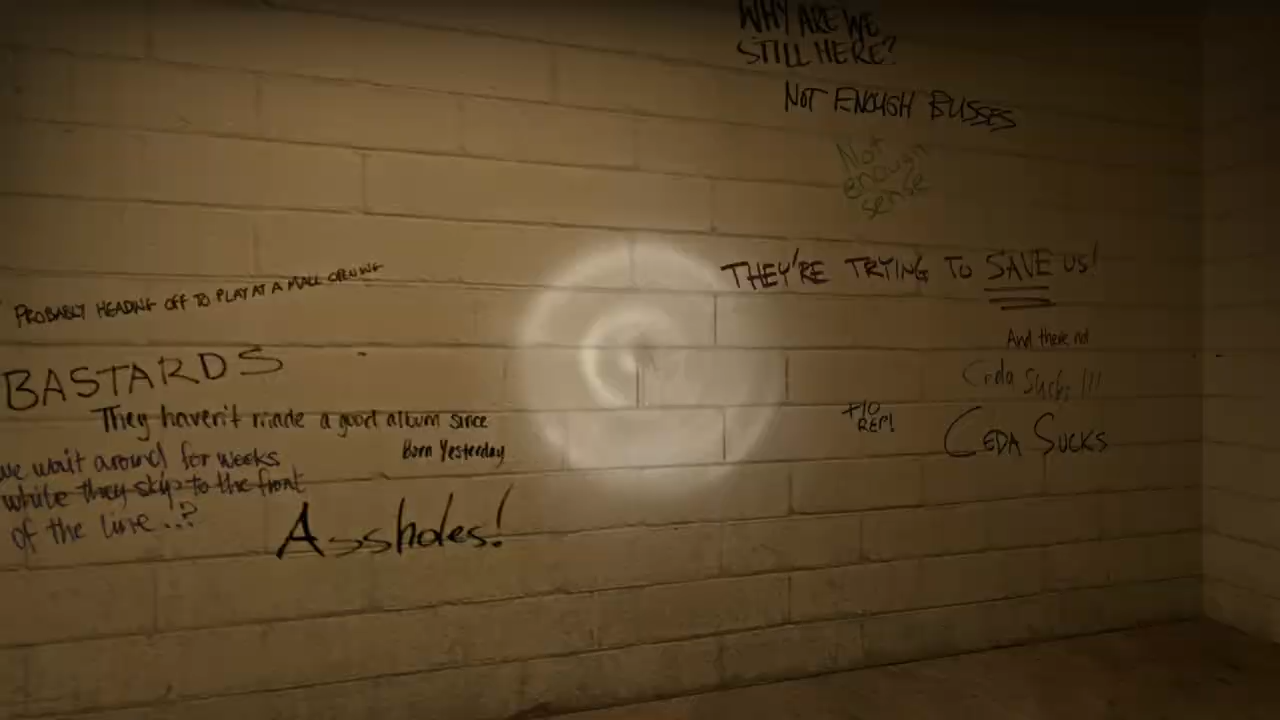 WHY ARE WE
STILL HERE?
NOT ENOUGH BUSSES
Not
enough
sense
THEY'RE TRYING TO SAVE US!
And there not
Ceda Sucks !!!
+10
REP!
CEDA SUCKS
PROBABLY HEADING OFF TO PLAY AT A MALL OPENING
BASTARDS
They haven't made a good album since
Born Yesterday
we wait around for weeks
while they skip to the front
of the line..?
Assholes!